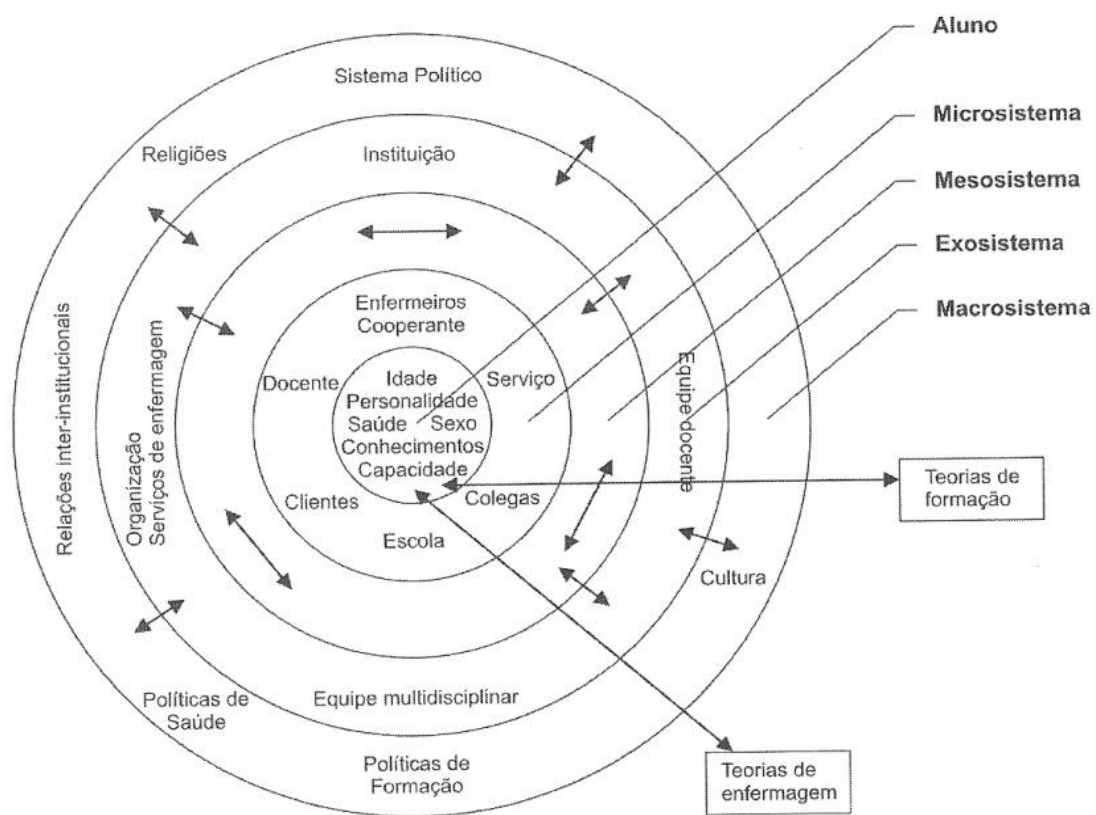 Aluno
Sistema Político
Microsistema
Religiões
Instituição
Mesosistema
Exosistema
Enfermeiros
Cooperante
Macrosistema
Relações inter-institucionais
Organização
Serviços de enfermagem
Docente
Serviço
Equipe docente
Idade
Personalidade
Saúde Sexo
Conhecimentos
Capacidade
Clientes
Colegas
Escola
Teorias de
formação
Cultura
Equipe multidisciplinar
Políticas de
Saúde
Políticas de
Formação
Teorias de
enfermagem